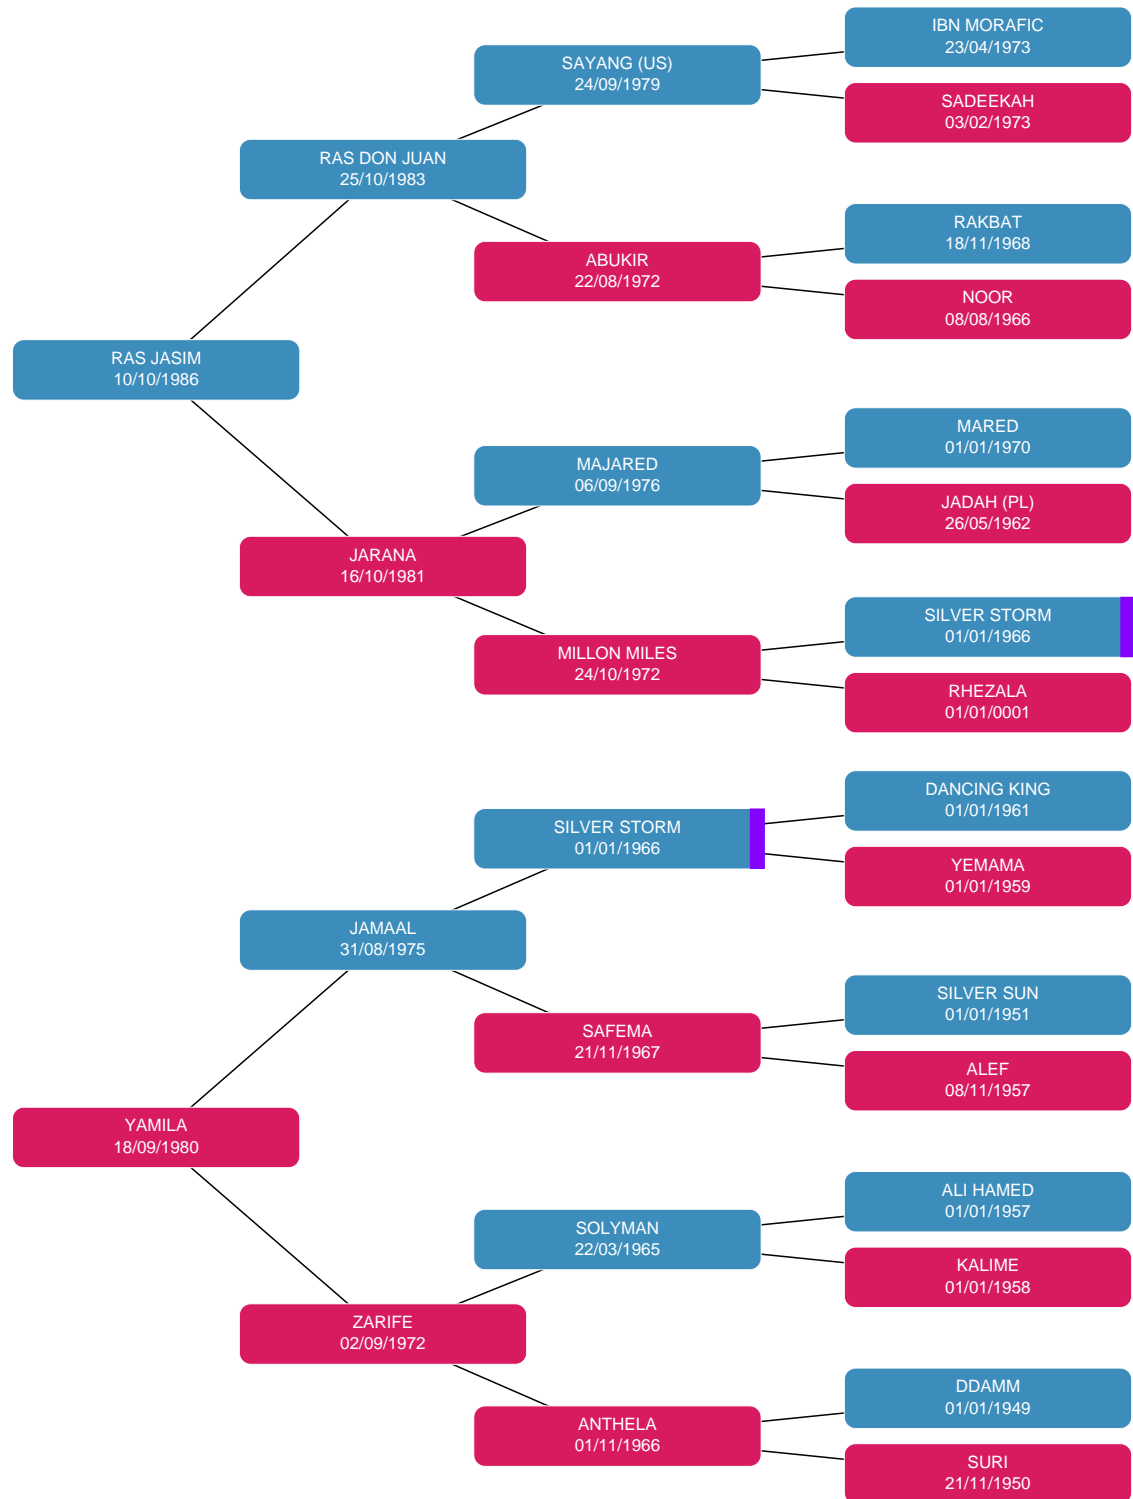 IBN MORAFIC
23/04/1973
SAYANG (US)
24/09/1979
SADEEKAH
03/02/1973
RAS DON JUAN
25/10/1983
RAKBAT
18/11/1968
ABUKIR
22/08/1972
NOOR
08/08/1966
RAS JASIM
10/10/1986
MARED
01/01/1970
MAJARED
06/09/1976
JADAH (PL)
26/05/1962
JARANA
16/10/1981
SILVER STORM
01/01/1966
MILLON MILES
24/10/1972
RHEZALA
01/01/0001
DANCING KING
01/01/1961
SILVER STORM
01/01/1966
YEMAMA
01/01/1959
JAMAAL
31/08/1975
SILVER SUN
01/01/1951
SAFEMA
21/11/1967
ALEF
08/11/1957
YAMILA
18/09/1980
ALI HAMED
01/01/1957
SOLYMAN
22/03/1965
KALIME
01/01/1958
ZARIFE
02/09/1972
DDAMM
01/01/1949
ANTHELA
01/11/1966
SURI
21/11/1950